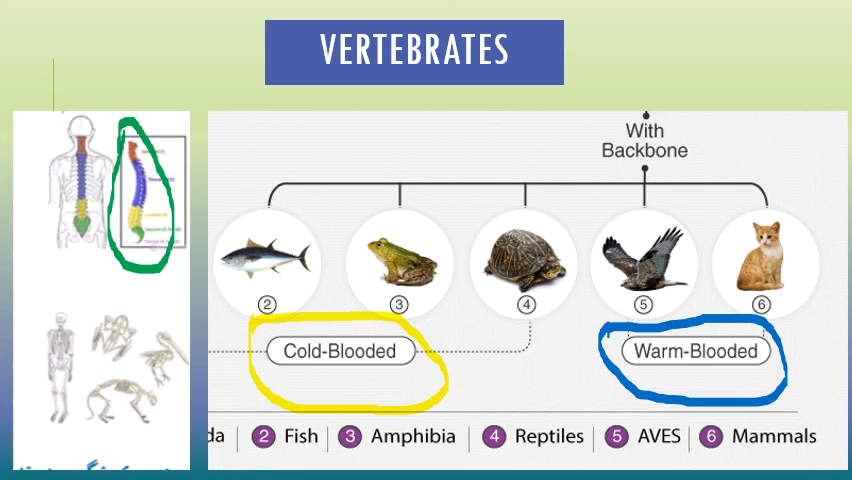 VERTEBRATES
With
Backbone
2 3 4 5 6
Cold-Blooded Warm-Blooded
da | 2 Fish | 3 Amphibia | 4 Reptiles | 5 AVES | 6 Mammals